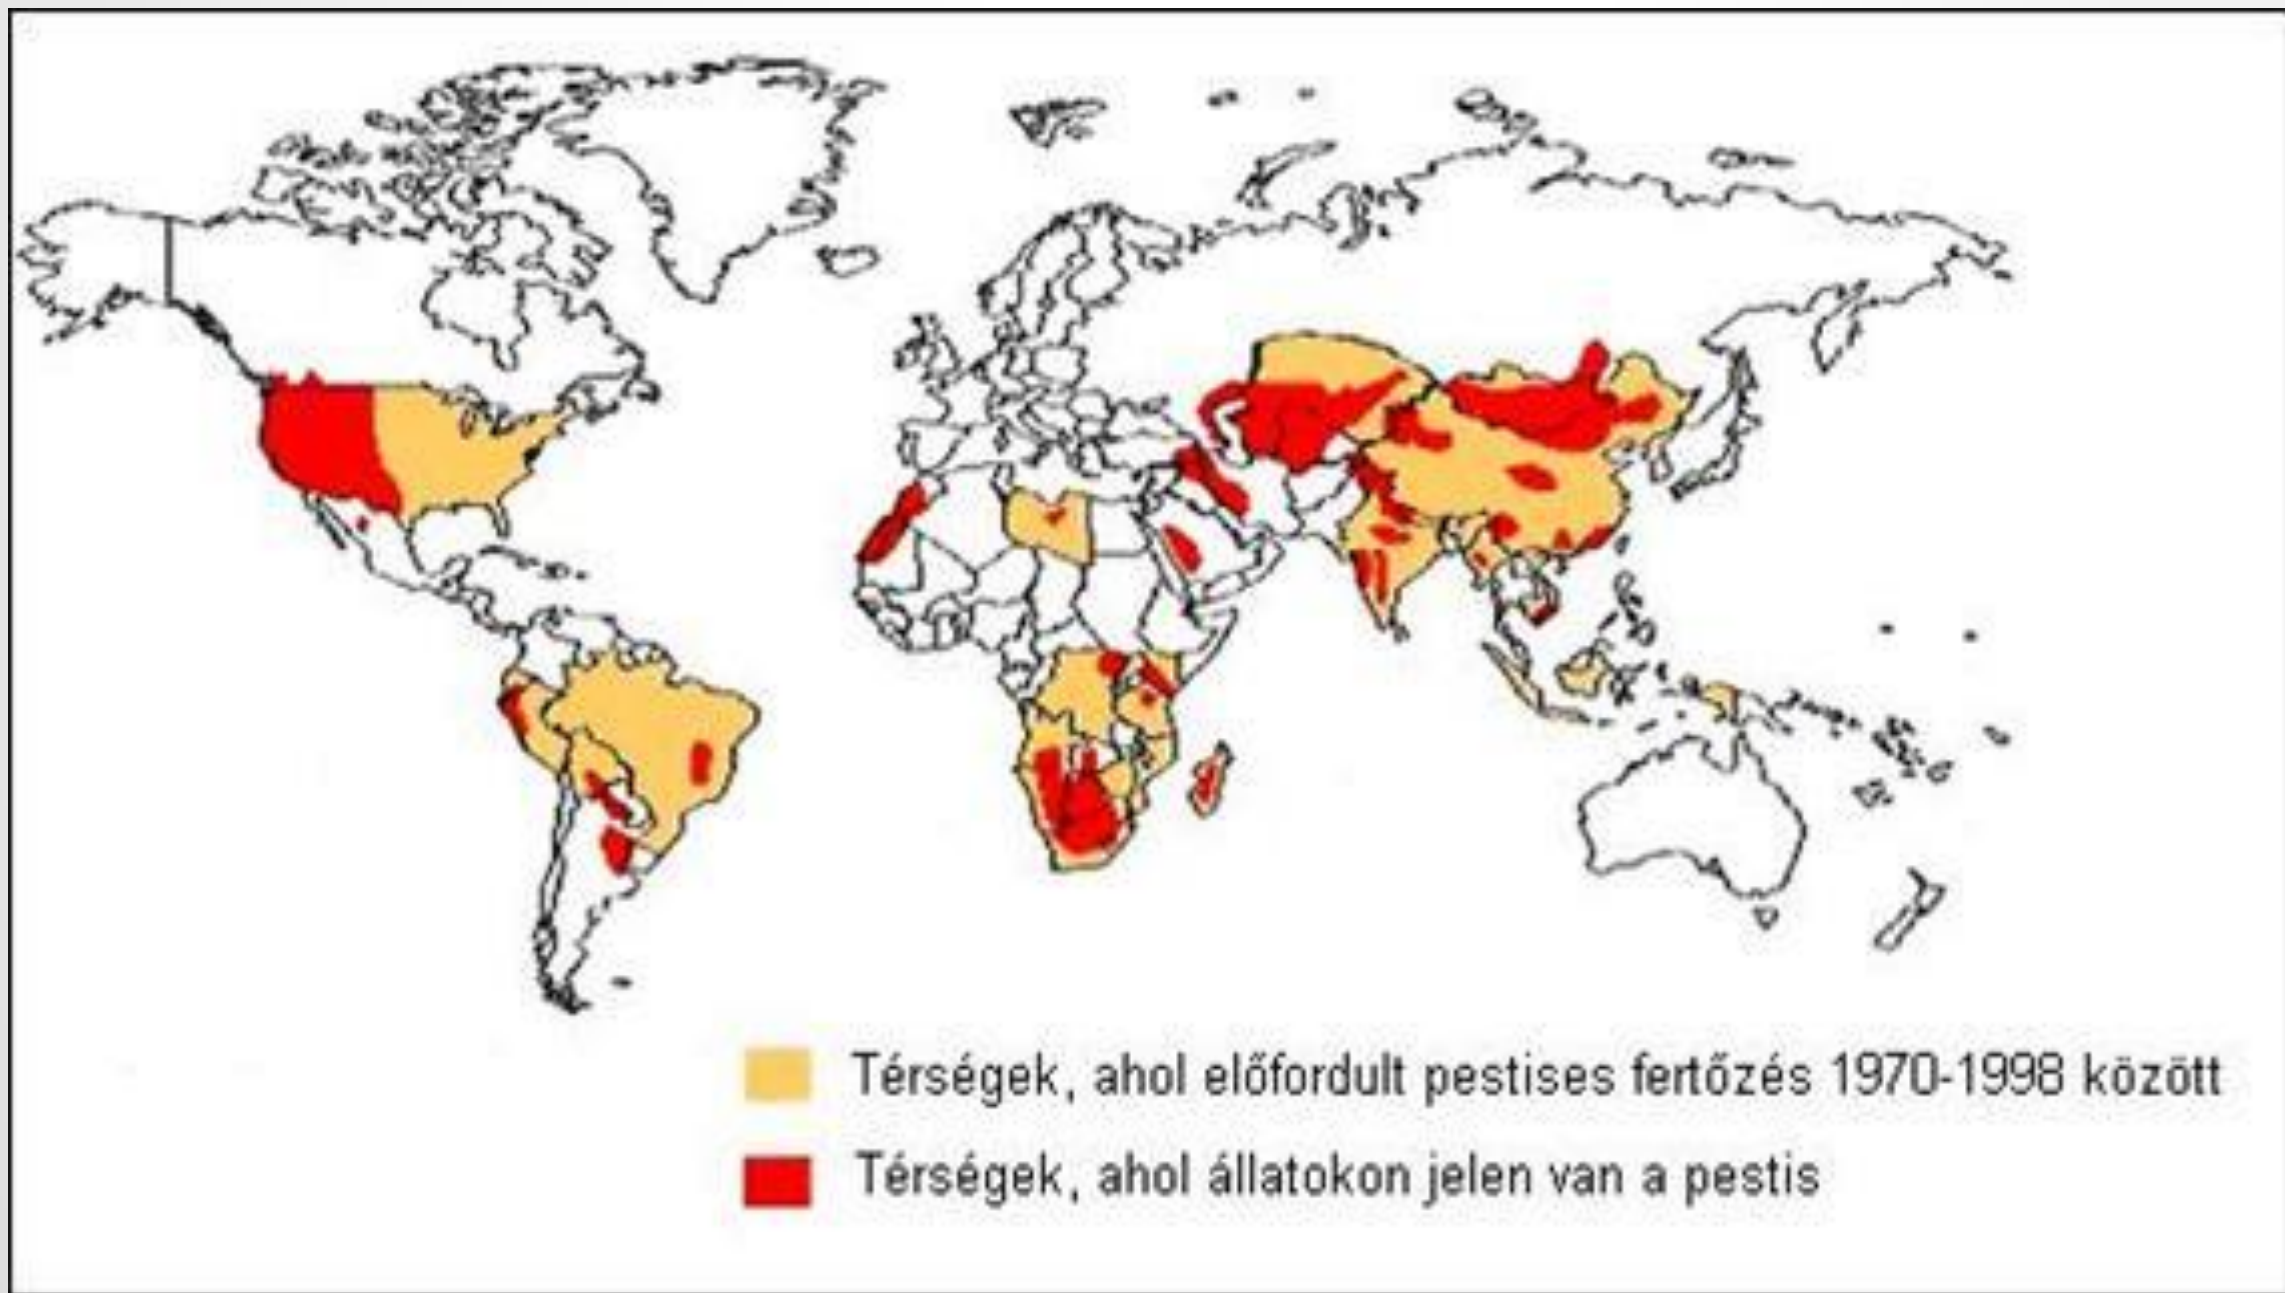 Térségek, ahol előfordult pestises fertőzés 1970-1998 között
Térségek, ahol állatokon jelen van a pestis